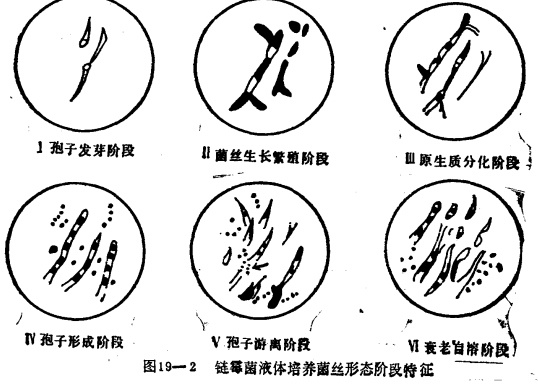 I 孢子发芽阶段
II 菌丝生长繁殖阶段
III 原生质分化阶段
IV 孢子形成阶段
V 孢子游离阶段
VI 衰老自溶阶段
图19—2 链霉菌液体培养菌丝形态阶段特征